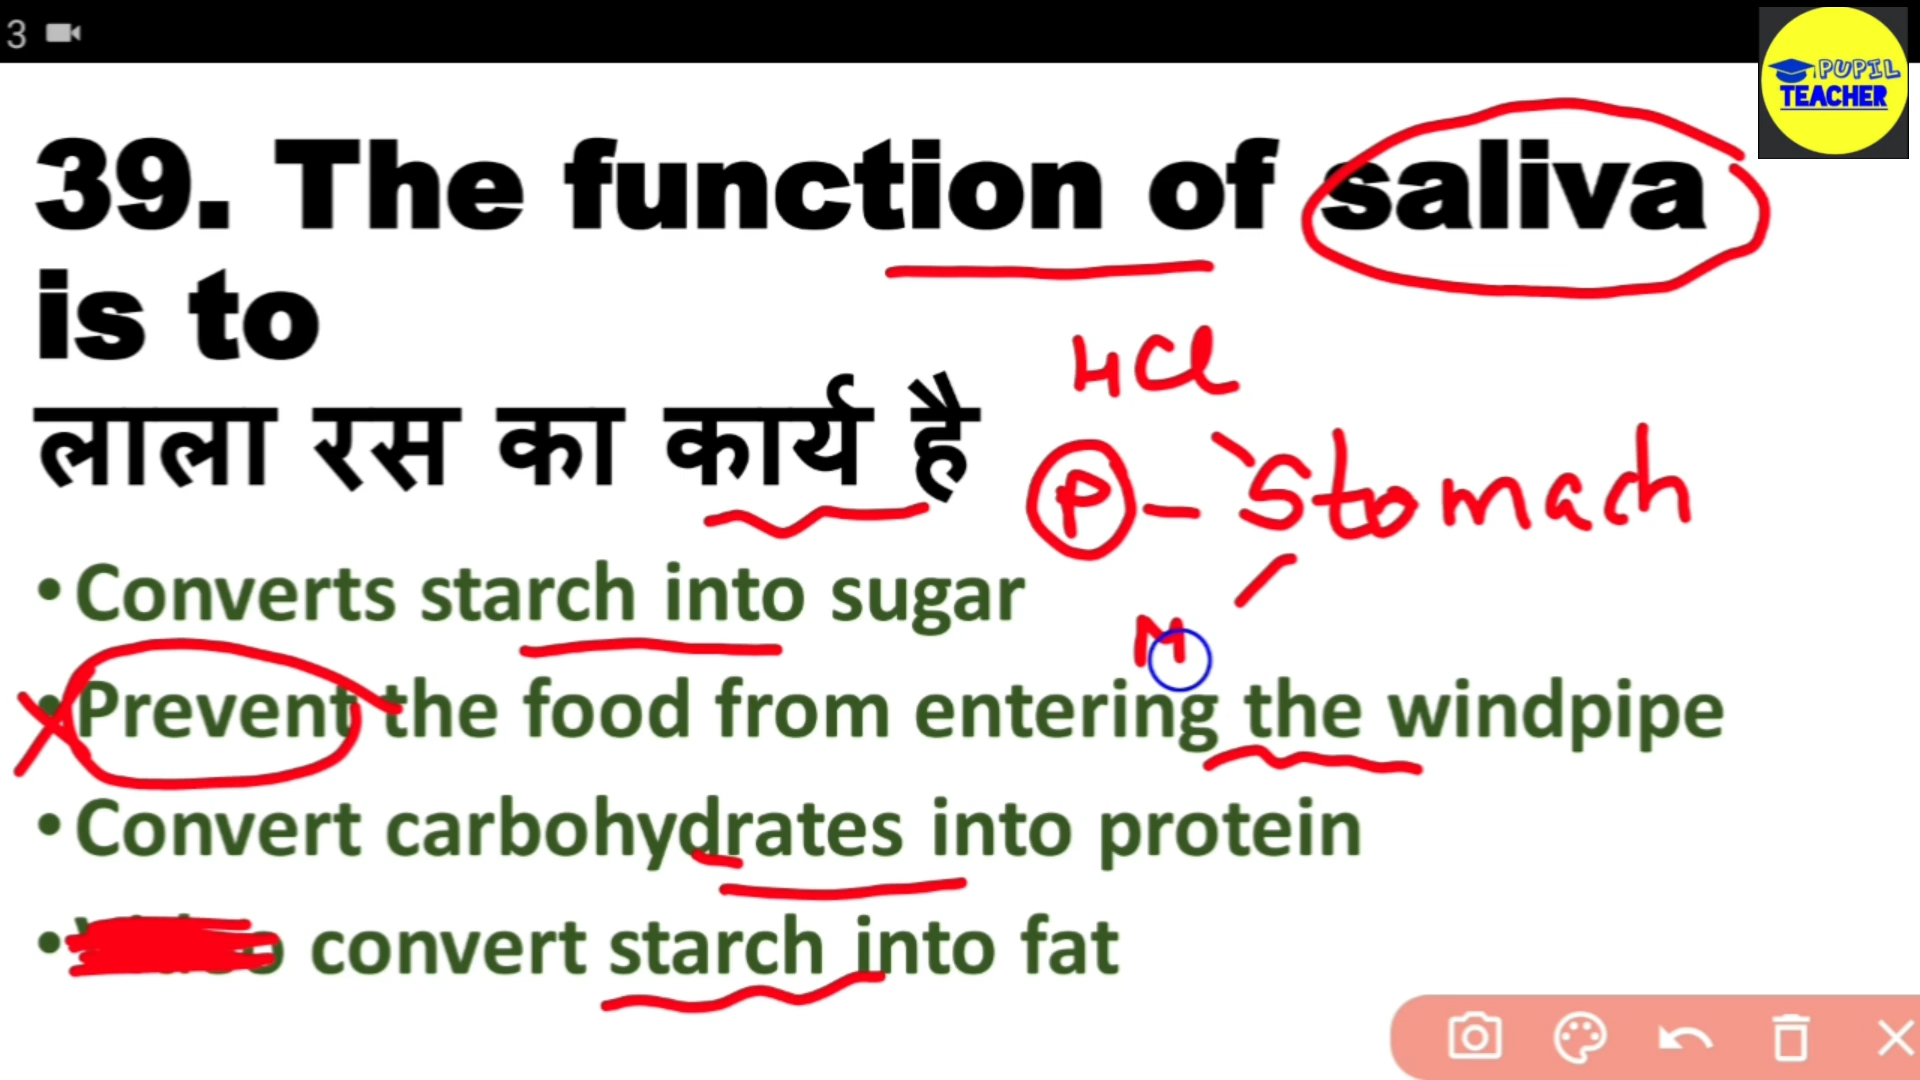 3
PUPIL
TEACHER
39. The function of saliva
is to
लाला रस का कार्य है
HCl
P - Stomach
M
• Converts starch into sugar
• Prevent the food from entering the windpipe
• Convert carbohydrates into protein
• convert starch into fat